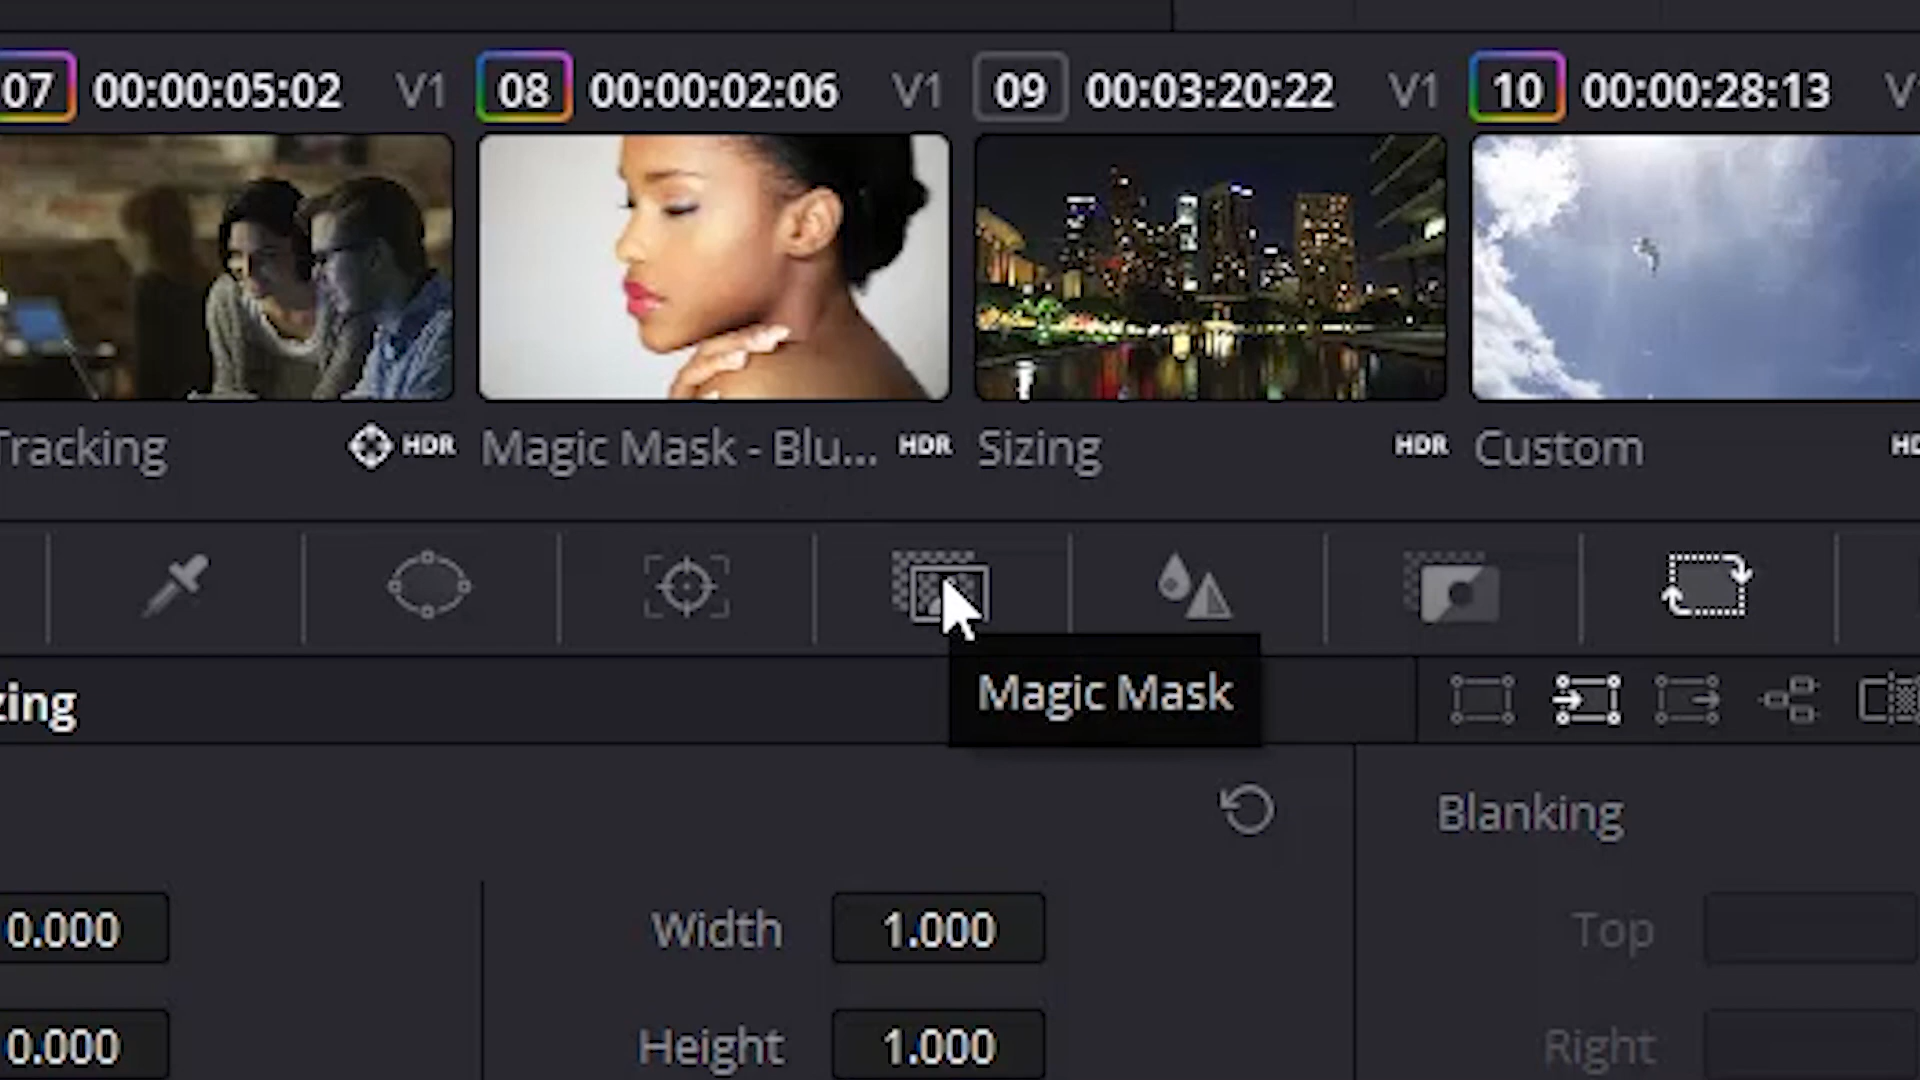 07 00:00:05:02 V1 08 00:00:02:06 V1 09 00:03:20:22 V1 10 00:00:28:13 V1
Tracking HDR Magic Mask - Blu... HDR Sizing HDR Custom HD
Magic Mask
zing
Blanking
0.000 Width 1.000 Top
0.000 Height 1.000 Right